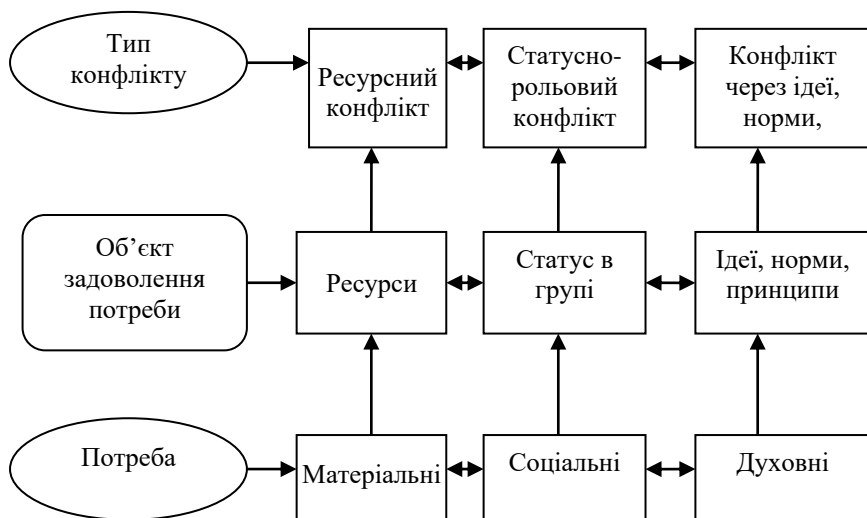 Тип
конфлікту
Ресурсний
конфлікт
Статусно-
рольовий
конфлікт
Конфлікт
через ідеї,
норми,
Об’єкт
задоволення
потреби
Ресурси
Статус в
групі
Ідеї, норми,
принципи
Потреба
Матеріальні
Соціальні
Духовні